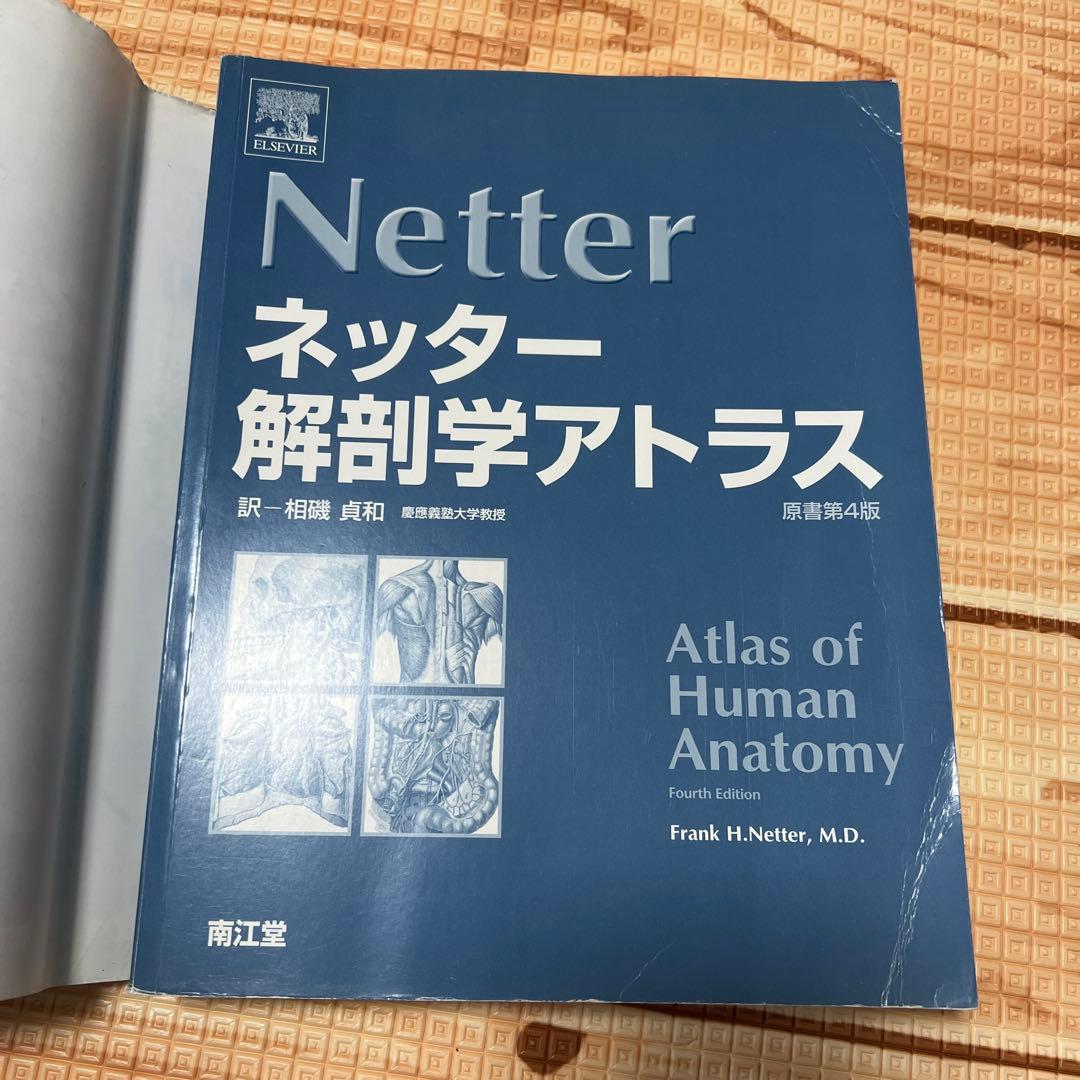 ELSEVIER
Netter
ネッター
解剖学アトラス
訳－相磯 貞和 慶應義塾大学教授
原書第4版
Atlas of
Human
Anatomy
Fourth Edition
Frank H.Netter, M.D.
南江堂